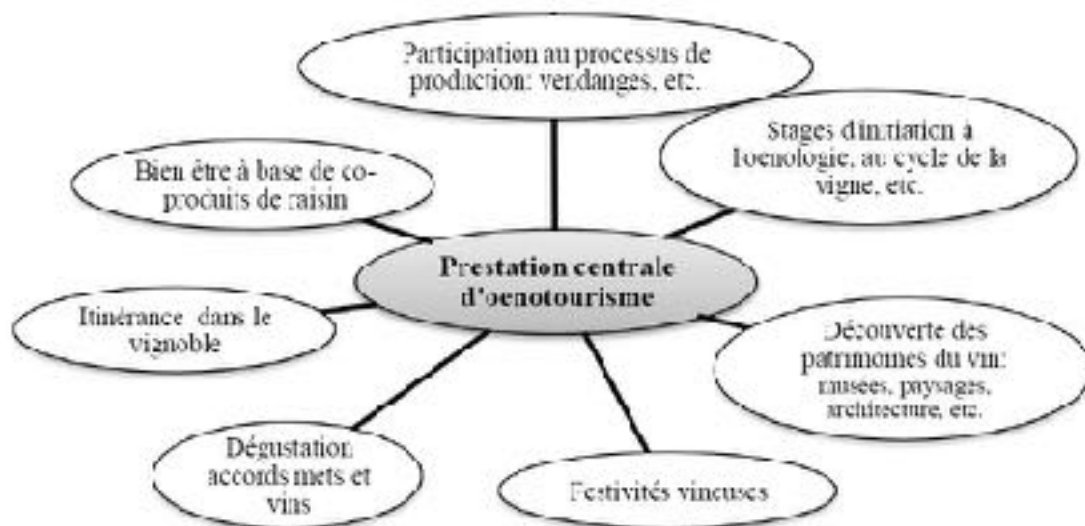 Participation au processus de
production: vendanges, etc.
Stages d'initiation à
l'oenologie, au cycle de la
vigne, etc.
Bien être à base de co-
produits de raisin
Prestation centrale
d'oenotourisme
Itinérance dans le
vignoble
Découverte des
patrimoines du vin:
musées, paysages,
architecture, etc.
Dégustation
accords mets et
vins
Festivités vineuses